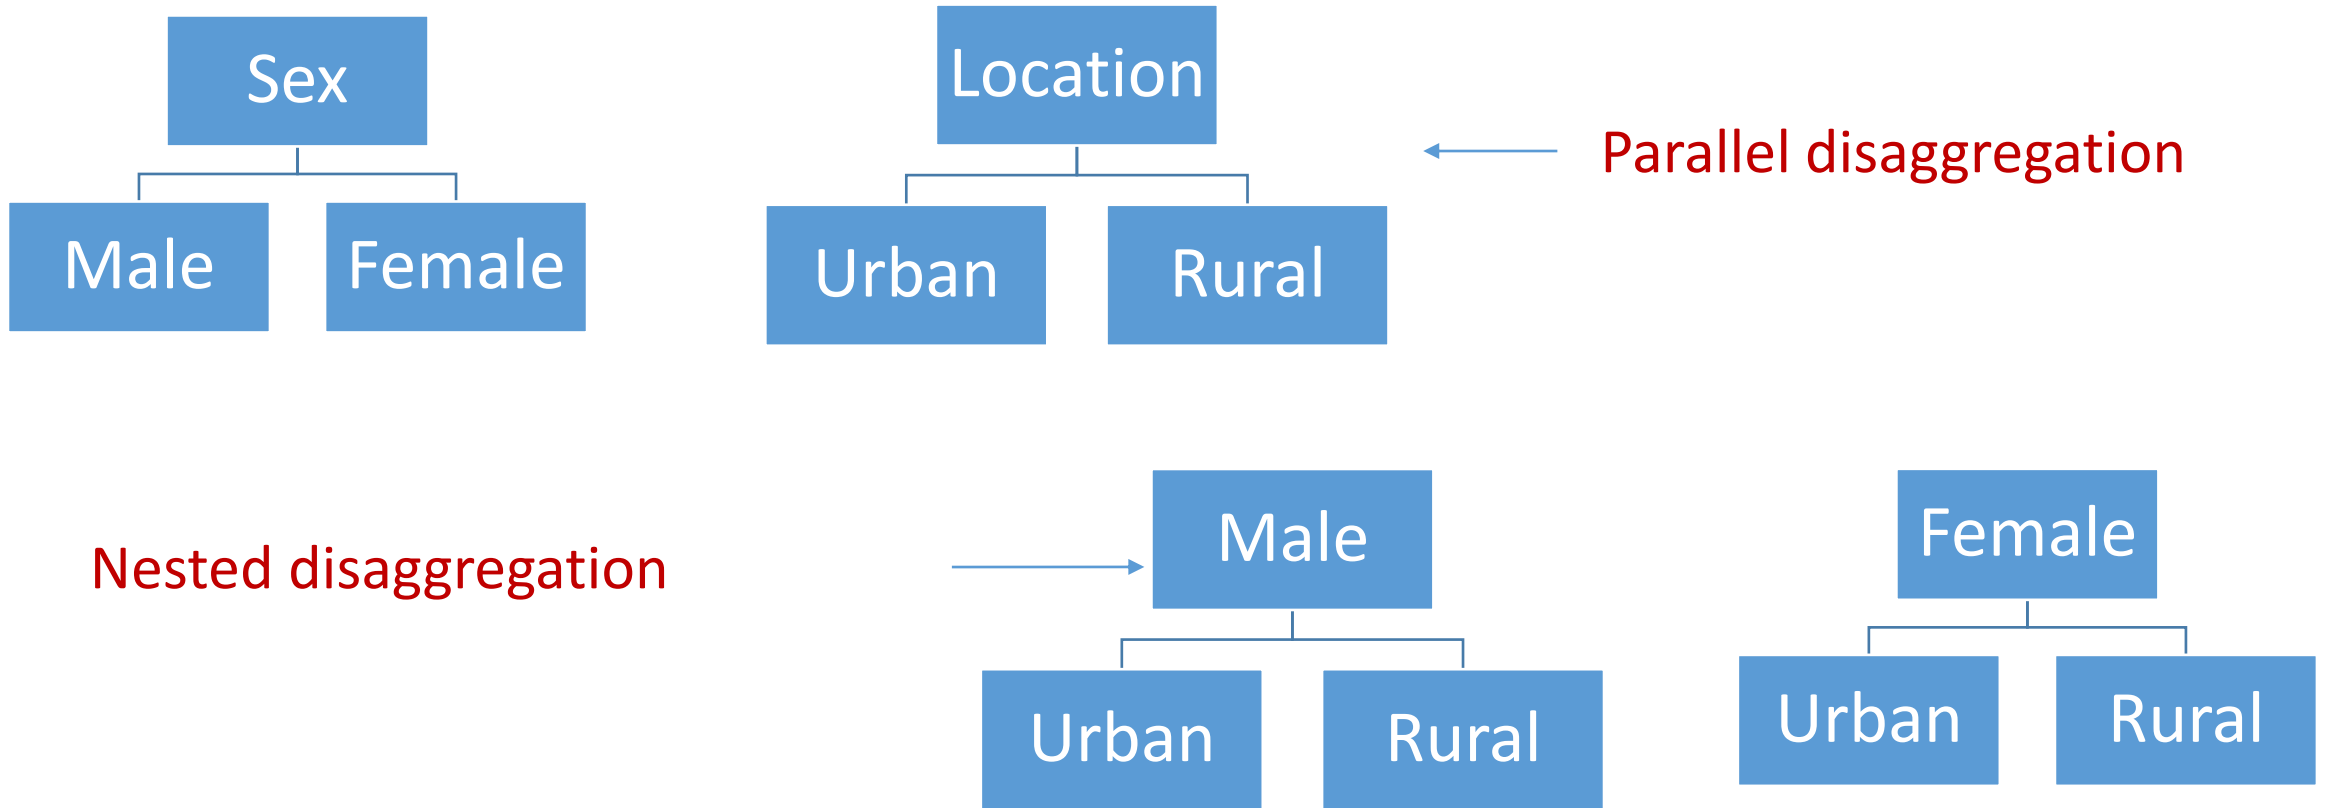 Sex
Location
Parallel disaggregation
Male
Female
Urban
Rural
Nested disaggregation
Male
Female
Urban
Rural
Urban
Rural